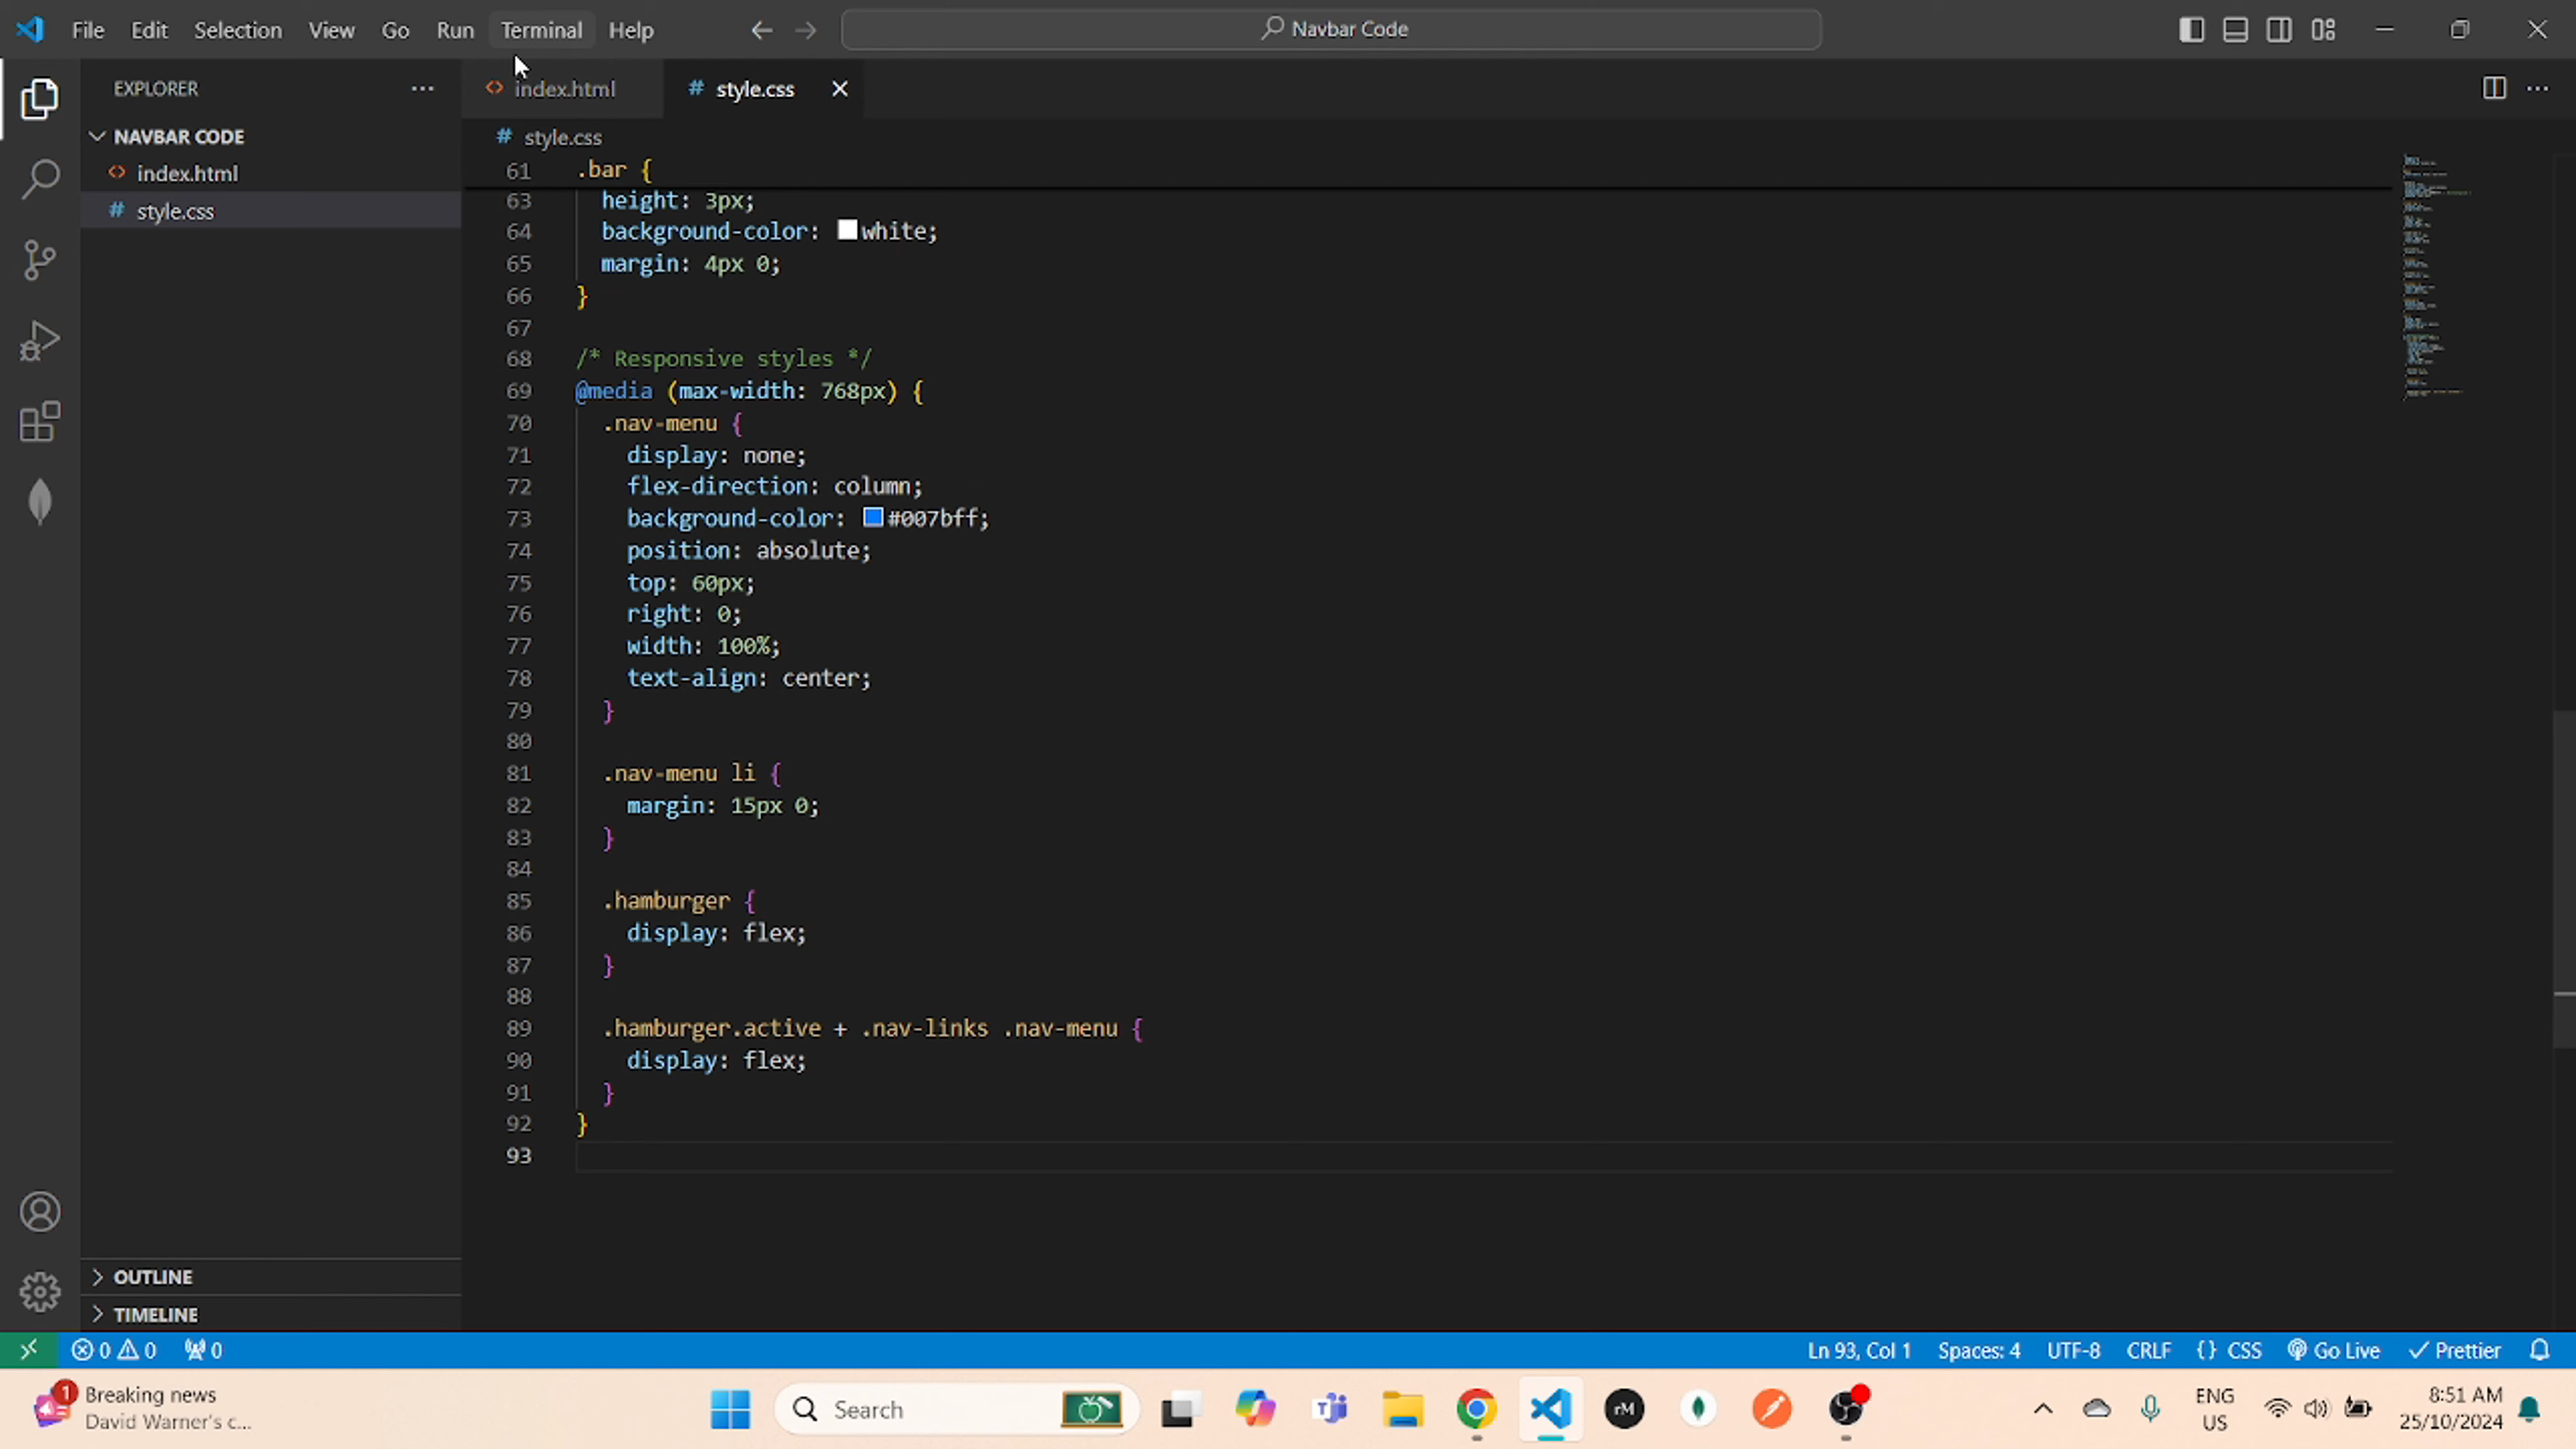 File Edit Selection View Go Run Terminal Help
Navbar Code
EXPLORER
NAVBAR CODE
index.html
style.css
OUTLINE
TIMELINE
index.html
# style.css
# style.css
61 .bar {
63 height: 3px;
64 background-color: white;
65 margin: 4px 0;
66 }
67
68 /* Responsive styles */
69 @media (max-width: 768px) {
70 .nav-menu {
71 display: none;
72 flex-direction: column;
73 background-color: #007bff;
74 position: absolute;
75 top: 60px;
76 right: 0;
77 width: 100%;
78 text-align: center;
79 }
80
81 .nav-menu li {
82 margin: 15px 0;
83 }
84
85 .hamburger {
86 display: flex;
87 }
88
89 .hamburger.active + .nav-links .nav-menu {
90 display: flex;
91 }
92 }
93
0 0 0 Ln 93, Col 1 Spaces: 4 UTF-8 CRLF {} CSS Go Live Prettier
1 Breaking news
David Warner's c...
Search
rM
ENG
US
8:51 AM
25/10/2024